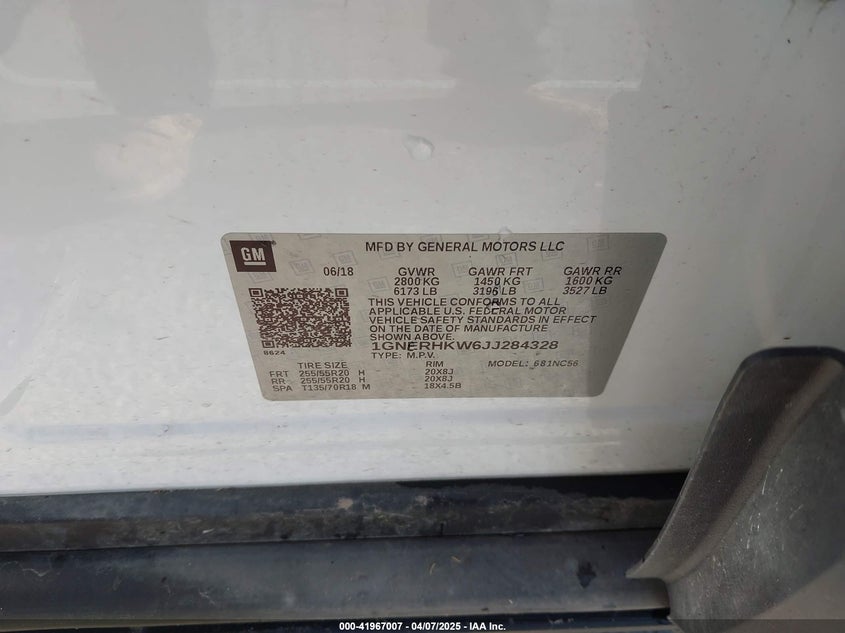 GM
MFD BY GENERAL MOTORS LLC
06/18 GVWR GAWR FRT GAWR RR
2800 KG 1450 KG 1600 KG
6173 LB 3196 LB 3527 LB
THIS VEHICLE CONFORMS TO ALL
APPLICABLE U.S. FEDERAL MOTOR
VEHICLE SAFETY STANDARDS IN EFFECT
ON THE DATE OF MANUFACTURE
SHOWN ABOVE.
8624
1GNERHKW6JJ284328
TYPE: M.P.V. MODEL: 681NC56
TIRE SIZE RIM
FRT 255/55R20 H 20X8J
RR 255/55R20 H 20X8J
SPA T135/70R18 M 18X4.5B
000-41967007 - 04/07/2025 - IAA Inc.